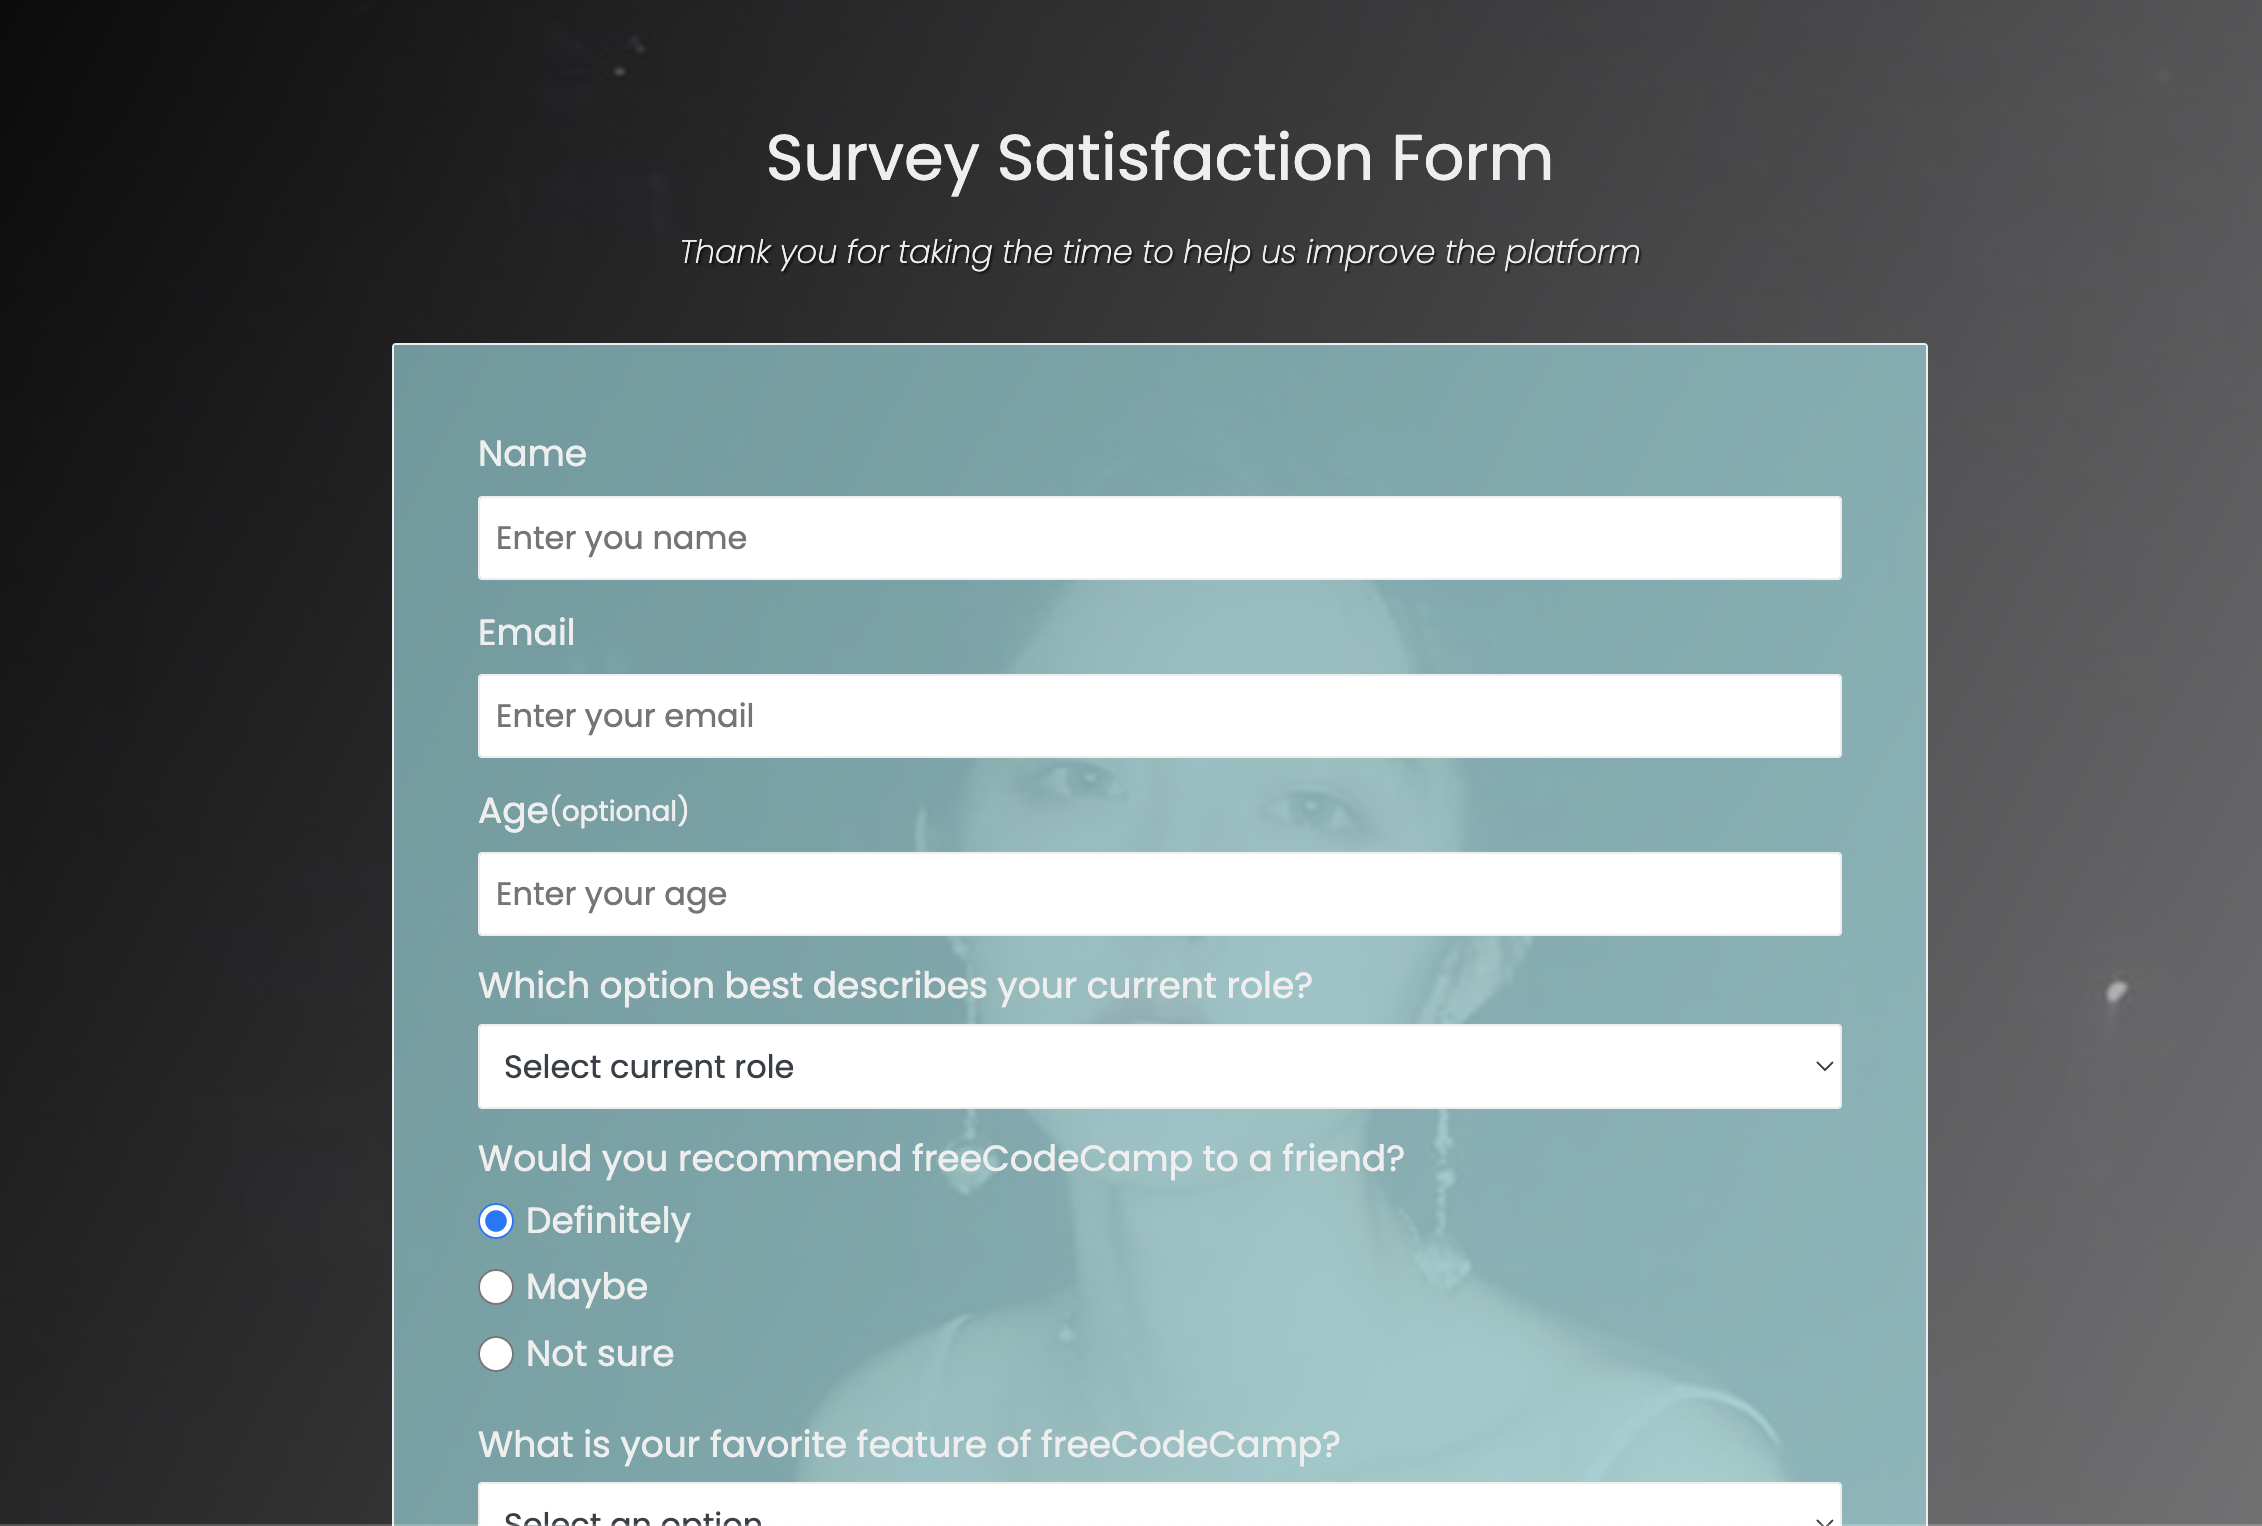 Survey Satisfaction Form
Thank you for taking the time to help us improve the platform
Name
Enter you name
Email
Enter your email
Age(optional)
Enter your age
Which option best describes your current role?
Select current role
Would you recommend freeCodeCamp to a friend?
Definitely
Maybe
Not sure
What is your favorite feature of freeCodeCamp?
Select an option